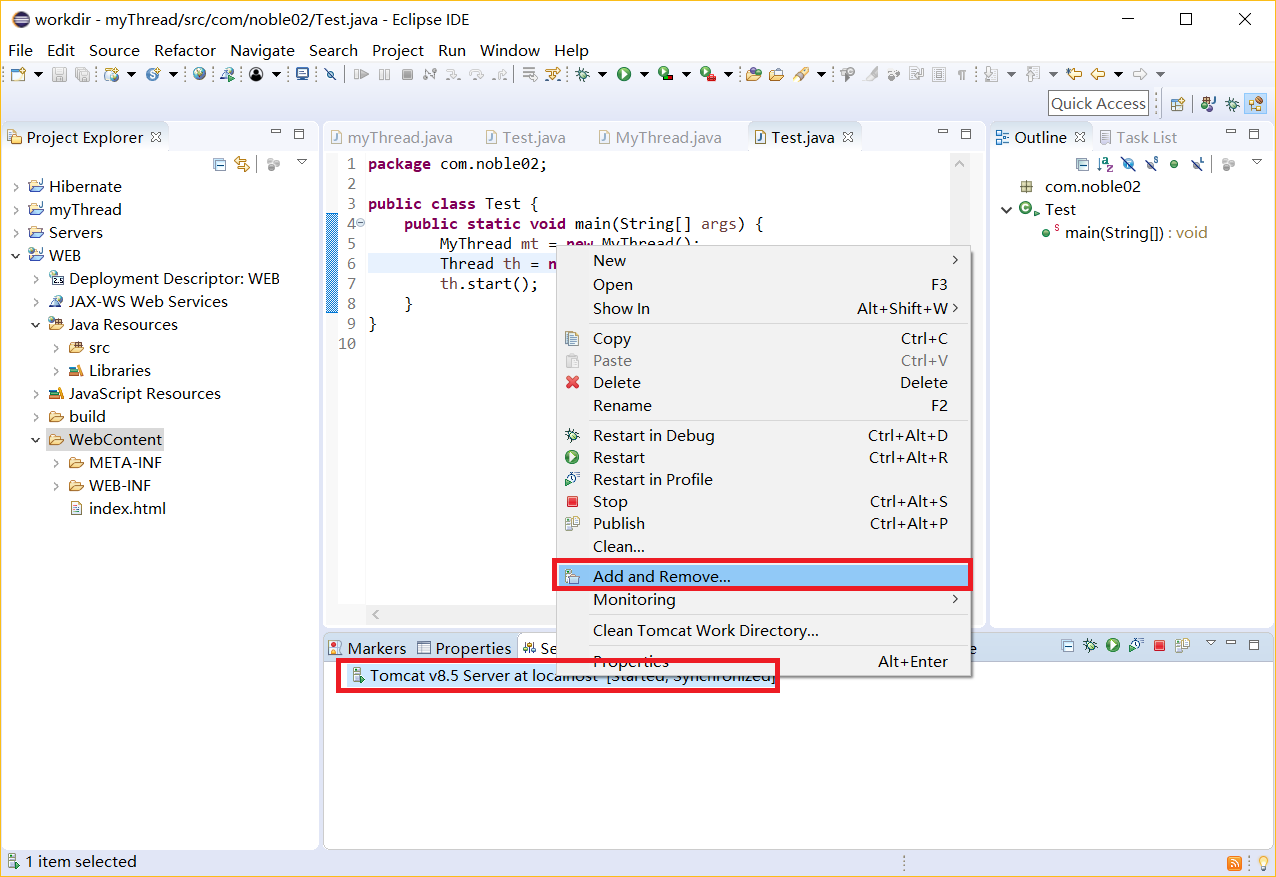 workdir - myThread/src/com/noble02/Test.java - Eclipse IDE
File Edit Source Refactor Navigate Search Project Run Window Help
Quick Access
Project Explorer
Hibernate
myThread
Servers
WEB
Deployment Descriptor: WEB
JAX-WS Web Services
Java Resources
src
Libraries
JavaScript Resources
build
WebContent
META-INF
WEB-INF
index.html
myThread.java Test.java MyThread.java Test.java
1 package com.noble02;
2
3 public class Test {
4 public static void main(String[] args) {
5 MyThread mt = new MyThread();
6 Thread th = n
7 th.start();
8 }
9 }
10
New
Open F3
Show In Alt+Shift+W
Copy Ctrl+C
Paste Ctrl+V
Delete Delete
Rename F2
Restart in Debug Ctrl+Alt+D
Restart Ctrl+Alt+R
Restart in Profile
Stop Ctrl+Alt+S
Publish Ctrl+Alt+P
Clean...
Add and Remove...
Monitoring
Clean Tomcat Work Directory...
Properties Alt+Enter
Outline Task List
com.noble02
Test
main(String[]) : void
Markers Properties Se e
Tomcat v8.5 Server at localhost [Started, Synchronized]
1 item selected